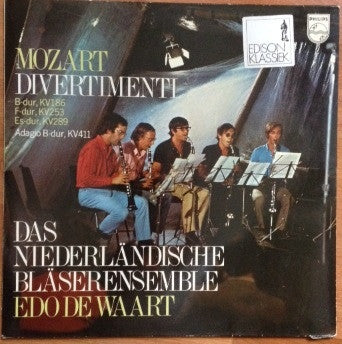 MOZART
DIVERTIMENTI
B-dur, KV186
F-dur, KV253
Es-dur, KV289
Adagio B-dur, KV411
EDISON
KLASSIEK
PHILIPS
DAS
NIEDERLÄNDISCHE
BLÄSERENSEMBLE
EDO DE WAART